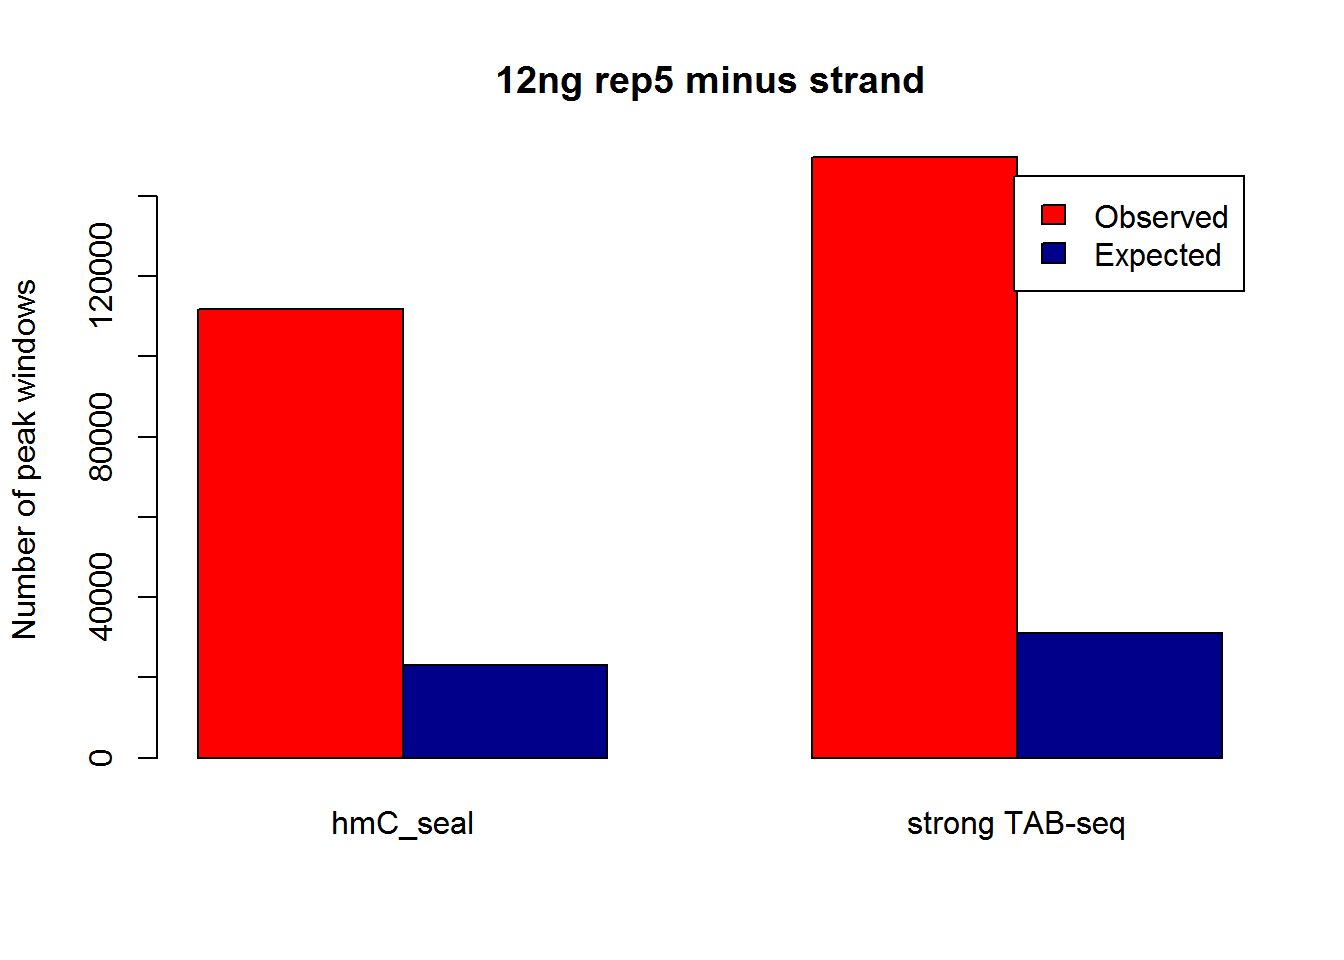 12ng rep5 minus strand
Number of peak windows
120000
80000
40000
0
Observed
Expected
hmC_seal
strong TAB-seq